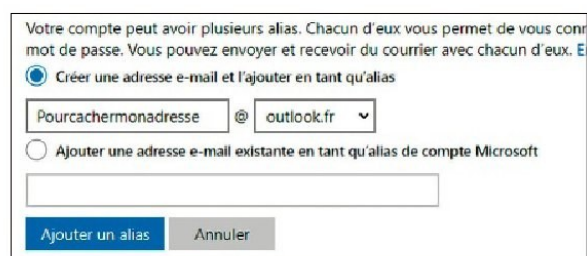 Votre compte peut avoir plusieurs alias. Chacun d'eux vous permet de vous
mot de passe. Vous pouvez envoyer et recevoir du courrier avec chacun d'eux.
Créer une adresse e-mail et l'ajouter en tant qu'alias
Pourcachermonadresse @ outlook.fr
Ajouter une adresse e-mail existante en tant qu'alias de compte Microsoft
Ajouter un alias Annuler